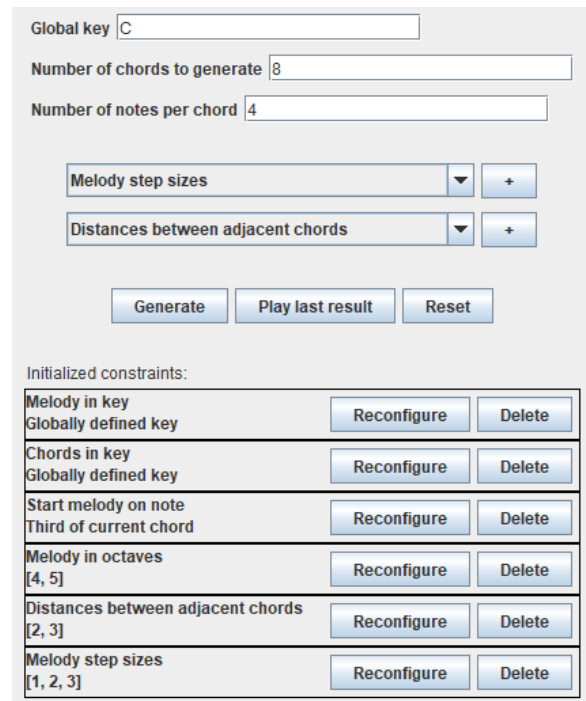 Global key C
Number of chords to generate 8
Number of notes per chord 4
Melody step sizes +
Distances between adjacent chords +
Generate Play last result Reset
Initialized constraints:
Melody in key
Globally defined key
Reconfigure Delete
Chords in key
Globally defined key
Reconfigure Delete
Start melody on note
Third of current chord
Reconfigure Delete
Melody in octaves
[4, 5]
Reconfigure Delete
Distances between adjacent chords
[2, 3]
Reconfigure Delete
Melody step sizes
[1, 2, 3]
Reconfigure Delete